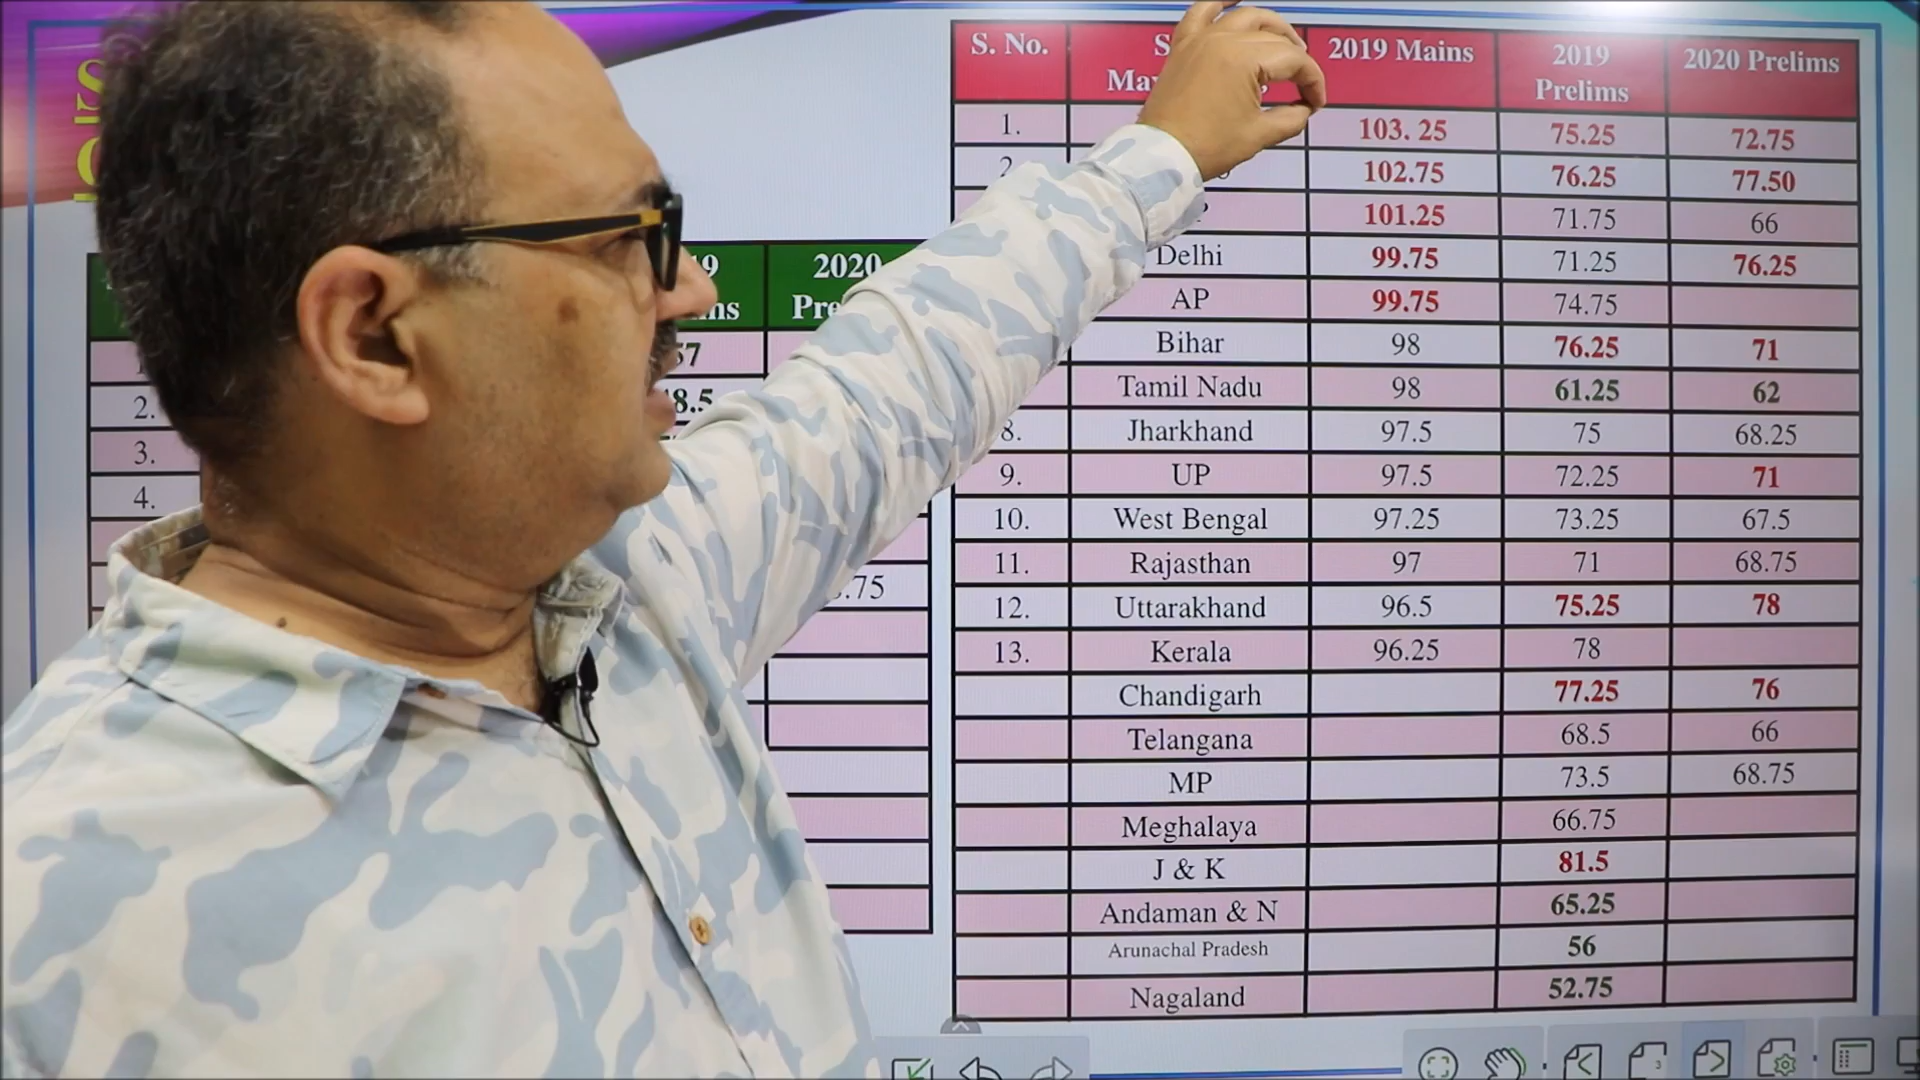 S. No. 2019 Mains 2019 Prelims 2020 Prelims
1. 103. 25 75.25 72.75
2 102.75 76.25 77.50
101.25 71.75 66
Delhi 99.75 71.25 76.25
AP 99.75 74.75
Bihar 98 76.25 71
Tamil Nadu 98 61.25 62
8. Jharkhand 97.5 75 68.25
9. UP 97.5 72.25 71
10. West Bengal 97.25 73.25 67.5
11. Rajasthan 97 71 68.75
12. Uttarakhand 96.5 75.25 78
13. Kerala 96.25 78
Chandigarh 77.25 76
Telangana 68.5 66
MP 73.5 68.75
Meghalaya 66.75
J & K 81.5
Andaman & N 65.25
Arunachal Pradesh 56
Nagaland 52.75
2020
2.
3.
4.